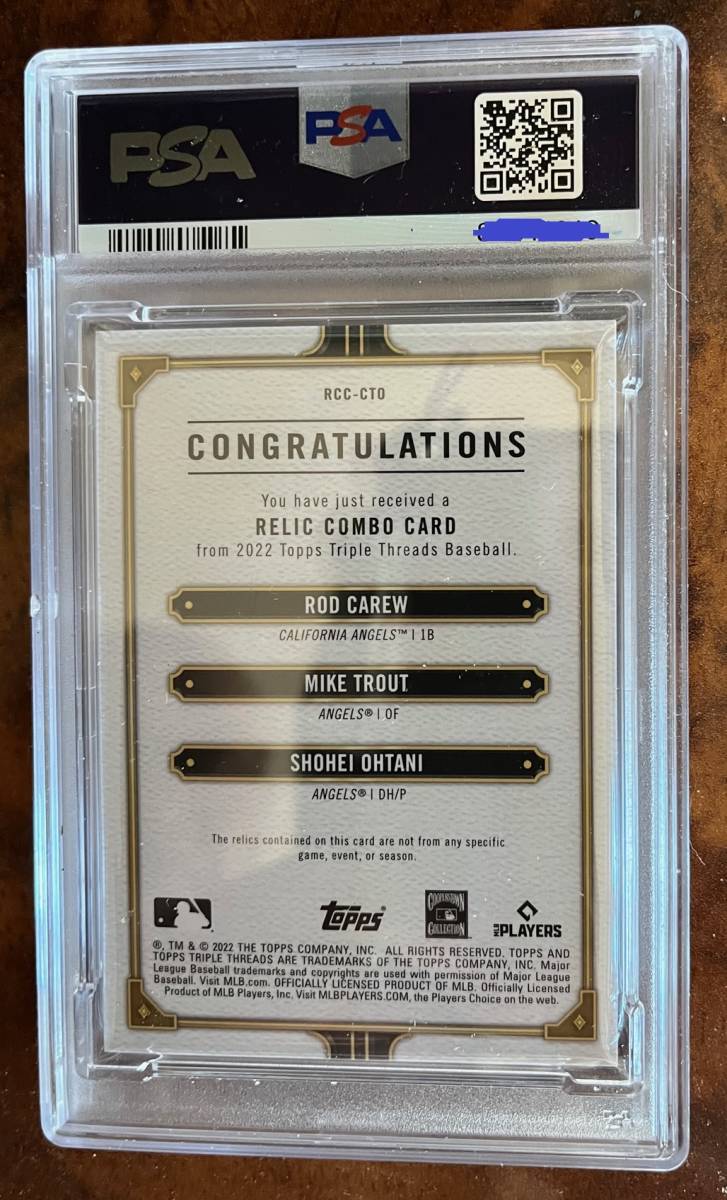 PSA
PSA
RCC-CTO
CONGRATULATIONS
You have just received a
RELIC COMBO CARD
from 2022 Topps Triple Threads Baseball.
ROD CAREW
CALIFORNIA ANGELS™ | 1B
MIKE TROUT
ANGELS® | OF
SHOHEI OHTANI
ANGELS® | DH/P
The relics contained on this card are not from any specific
game, event, or season.
topps®
COOPERSTOWN
COLLECTION
MLB PLAYERS
®, TM & © 2022 THE TOPPS COMPANY, INC. ALL RIGHTS RESERVED. TOPPS AND
TOPPS TRIPLE THREADS ARE TRADEMARKS OF THE TOPPS COMPANY, INC. Major
League Baseball trademarks and copyrights are used with permission of Major League
Baseball. Visit MLB.com. OFFICIALLY LICENSED PRODUCT OF MLB. Officially Licensed
Product of MLB Players, Inc. Visit MLBPLAYERS.COM, the Players Choice on the web.